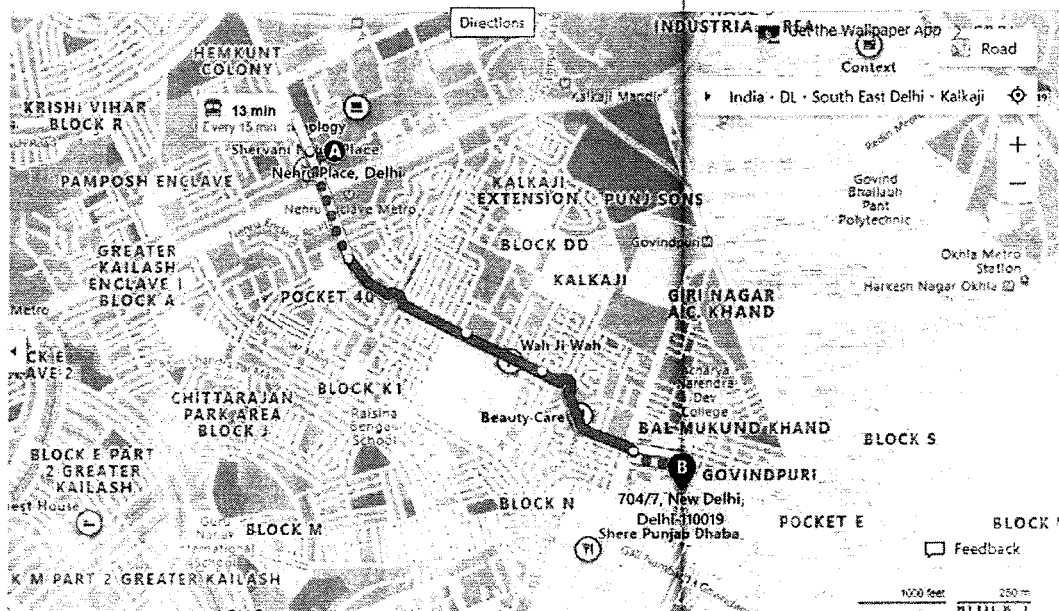 Directions
INDUSTRIAL AREA
Get the Wallpaper App
Context
Road
India · DL · South East Delhi · Kalkaji
HEMKUNT
COLONY
KRISHI VIHAR
BLOCK R
13 min
Every 15 min
Kalkaji Mandir
A
Nehru Place, Delhi
PAMPOSH ENCLAVE
Nehru Enclave Metro
KALKAJI
EXTENSION
PUNJ SONS
Govind
Ballabh
Pant
Polytechnic
BLOCK DD
Govindpuri
GREATER
KAILASH
ENCLAVE 1
BLOCK A
KALKAJI
Okhla Metro
Station
Harkesh Nagar Okhla
POCKET 40
GIRI NAGAR
A.C. KHAND
Metro
Wah Ji Wah
BLOCK K1
CHITTARAJAN
PARK AREA
BLOCK J
Raisina
Bengali
School
Beauty-Care
Acharya
Narendra
Dev
College
BAL MUKUND KHAND
BLOCK S
BLOCK E PART
2 GREATER
KAILASH
B
GOVINDPURI
704/7, New Delhi,
Delhi-110019
BLOCK N
POCKET E
BLOCK M
Guru
Nanak
International
School
Shere Punjab Dhaba
Feedback
K M PART 2 GREATER KAILASH
1000 feet
250 m